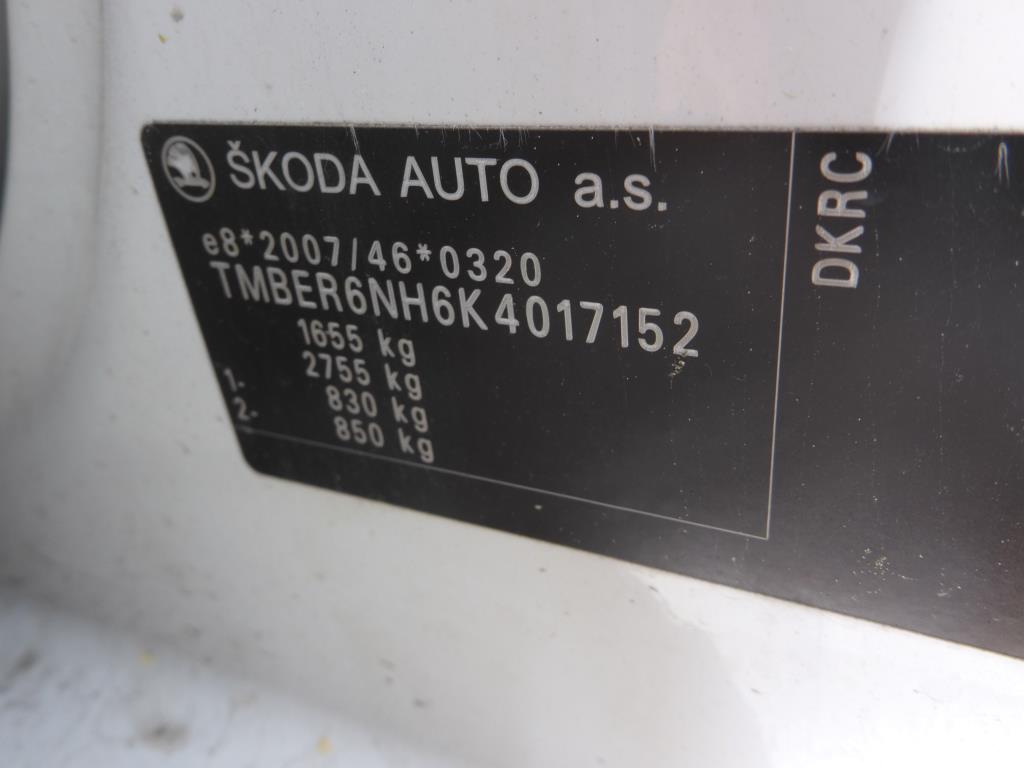 ŠKODA AUTO a.s.
e8*2007/46*0320
TMBER6NH6K4017152
1655 kg
2755 kg
1- 830 kg
2- 850 kg
DKRC